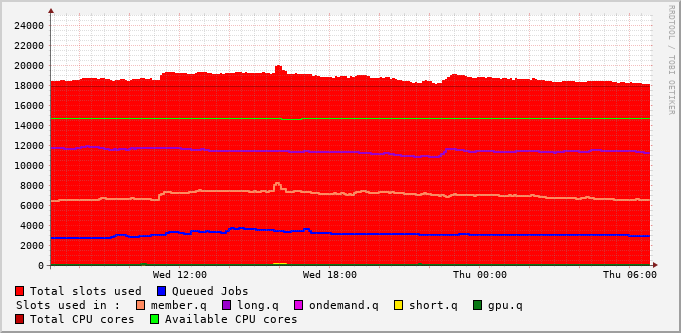 RRDTOOL / TOBI OETIKER
24000
22000
20000
18000
16000
14000
12000
10000
8000
6000
4000
2000
0
Wed 12:00 Wed 18:00 Thu 00:00 Thu 06:00
Total slots used Queued Jobs
Slots used in : member.q long.q ondemand.q short.q gpu.q
Total CPU cores Available CPU cores